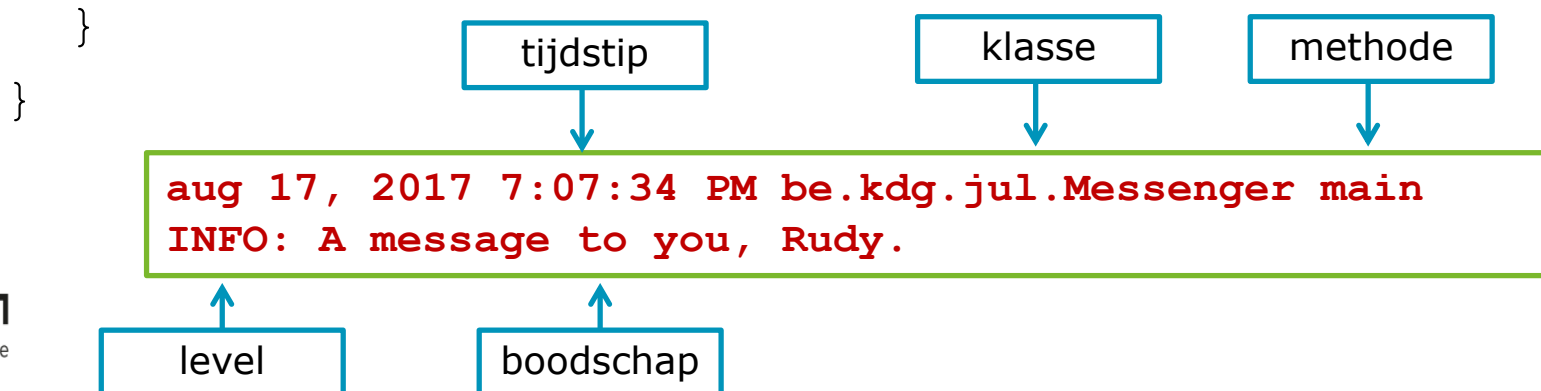 }
tijdstip klasse methode
}
aug 17, 2017 7:07:34 PM be.kdg.jul.Messenger main
INFO: A message to you, Rudy.
e
level boodschap